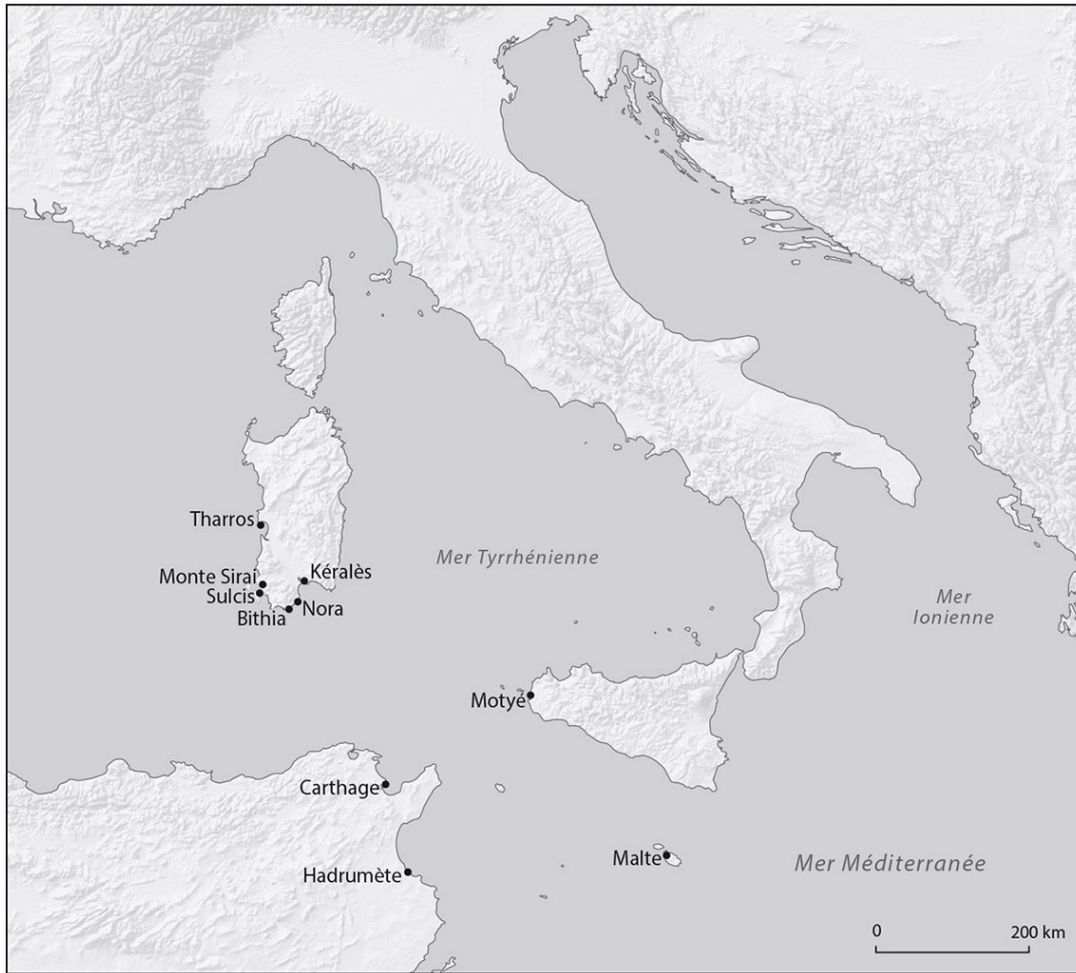 Tharros
Mer Tyrrhénienne
Monte Sirai
Kéralès
Sulcis
Bithia
Nora
Mer
Ionienne
Motyé
Carthage
Malte
Mer Méditerranée
Hadrumète
0
200 km